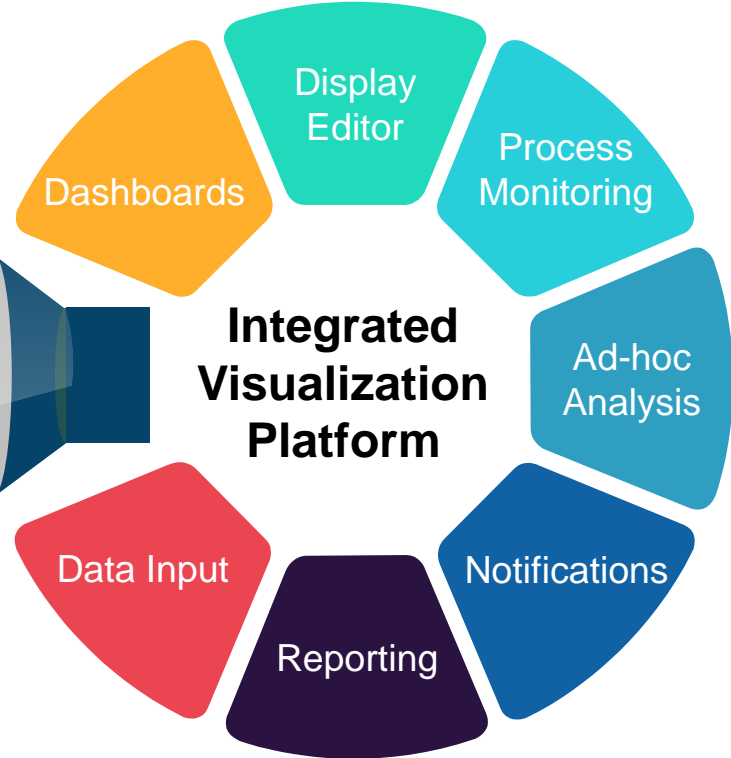 Display
Editor
Process
Monitoring
Dashboards
Integrated
Visualization
Platform
Ad-hoc
Analysis
Data Input
Notifications
Reporting